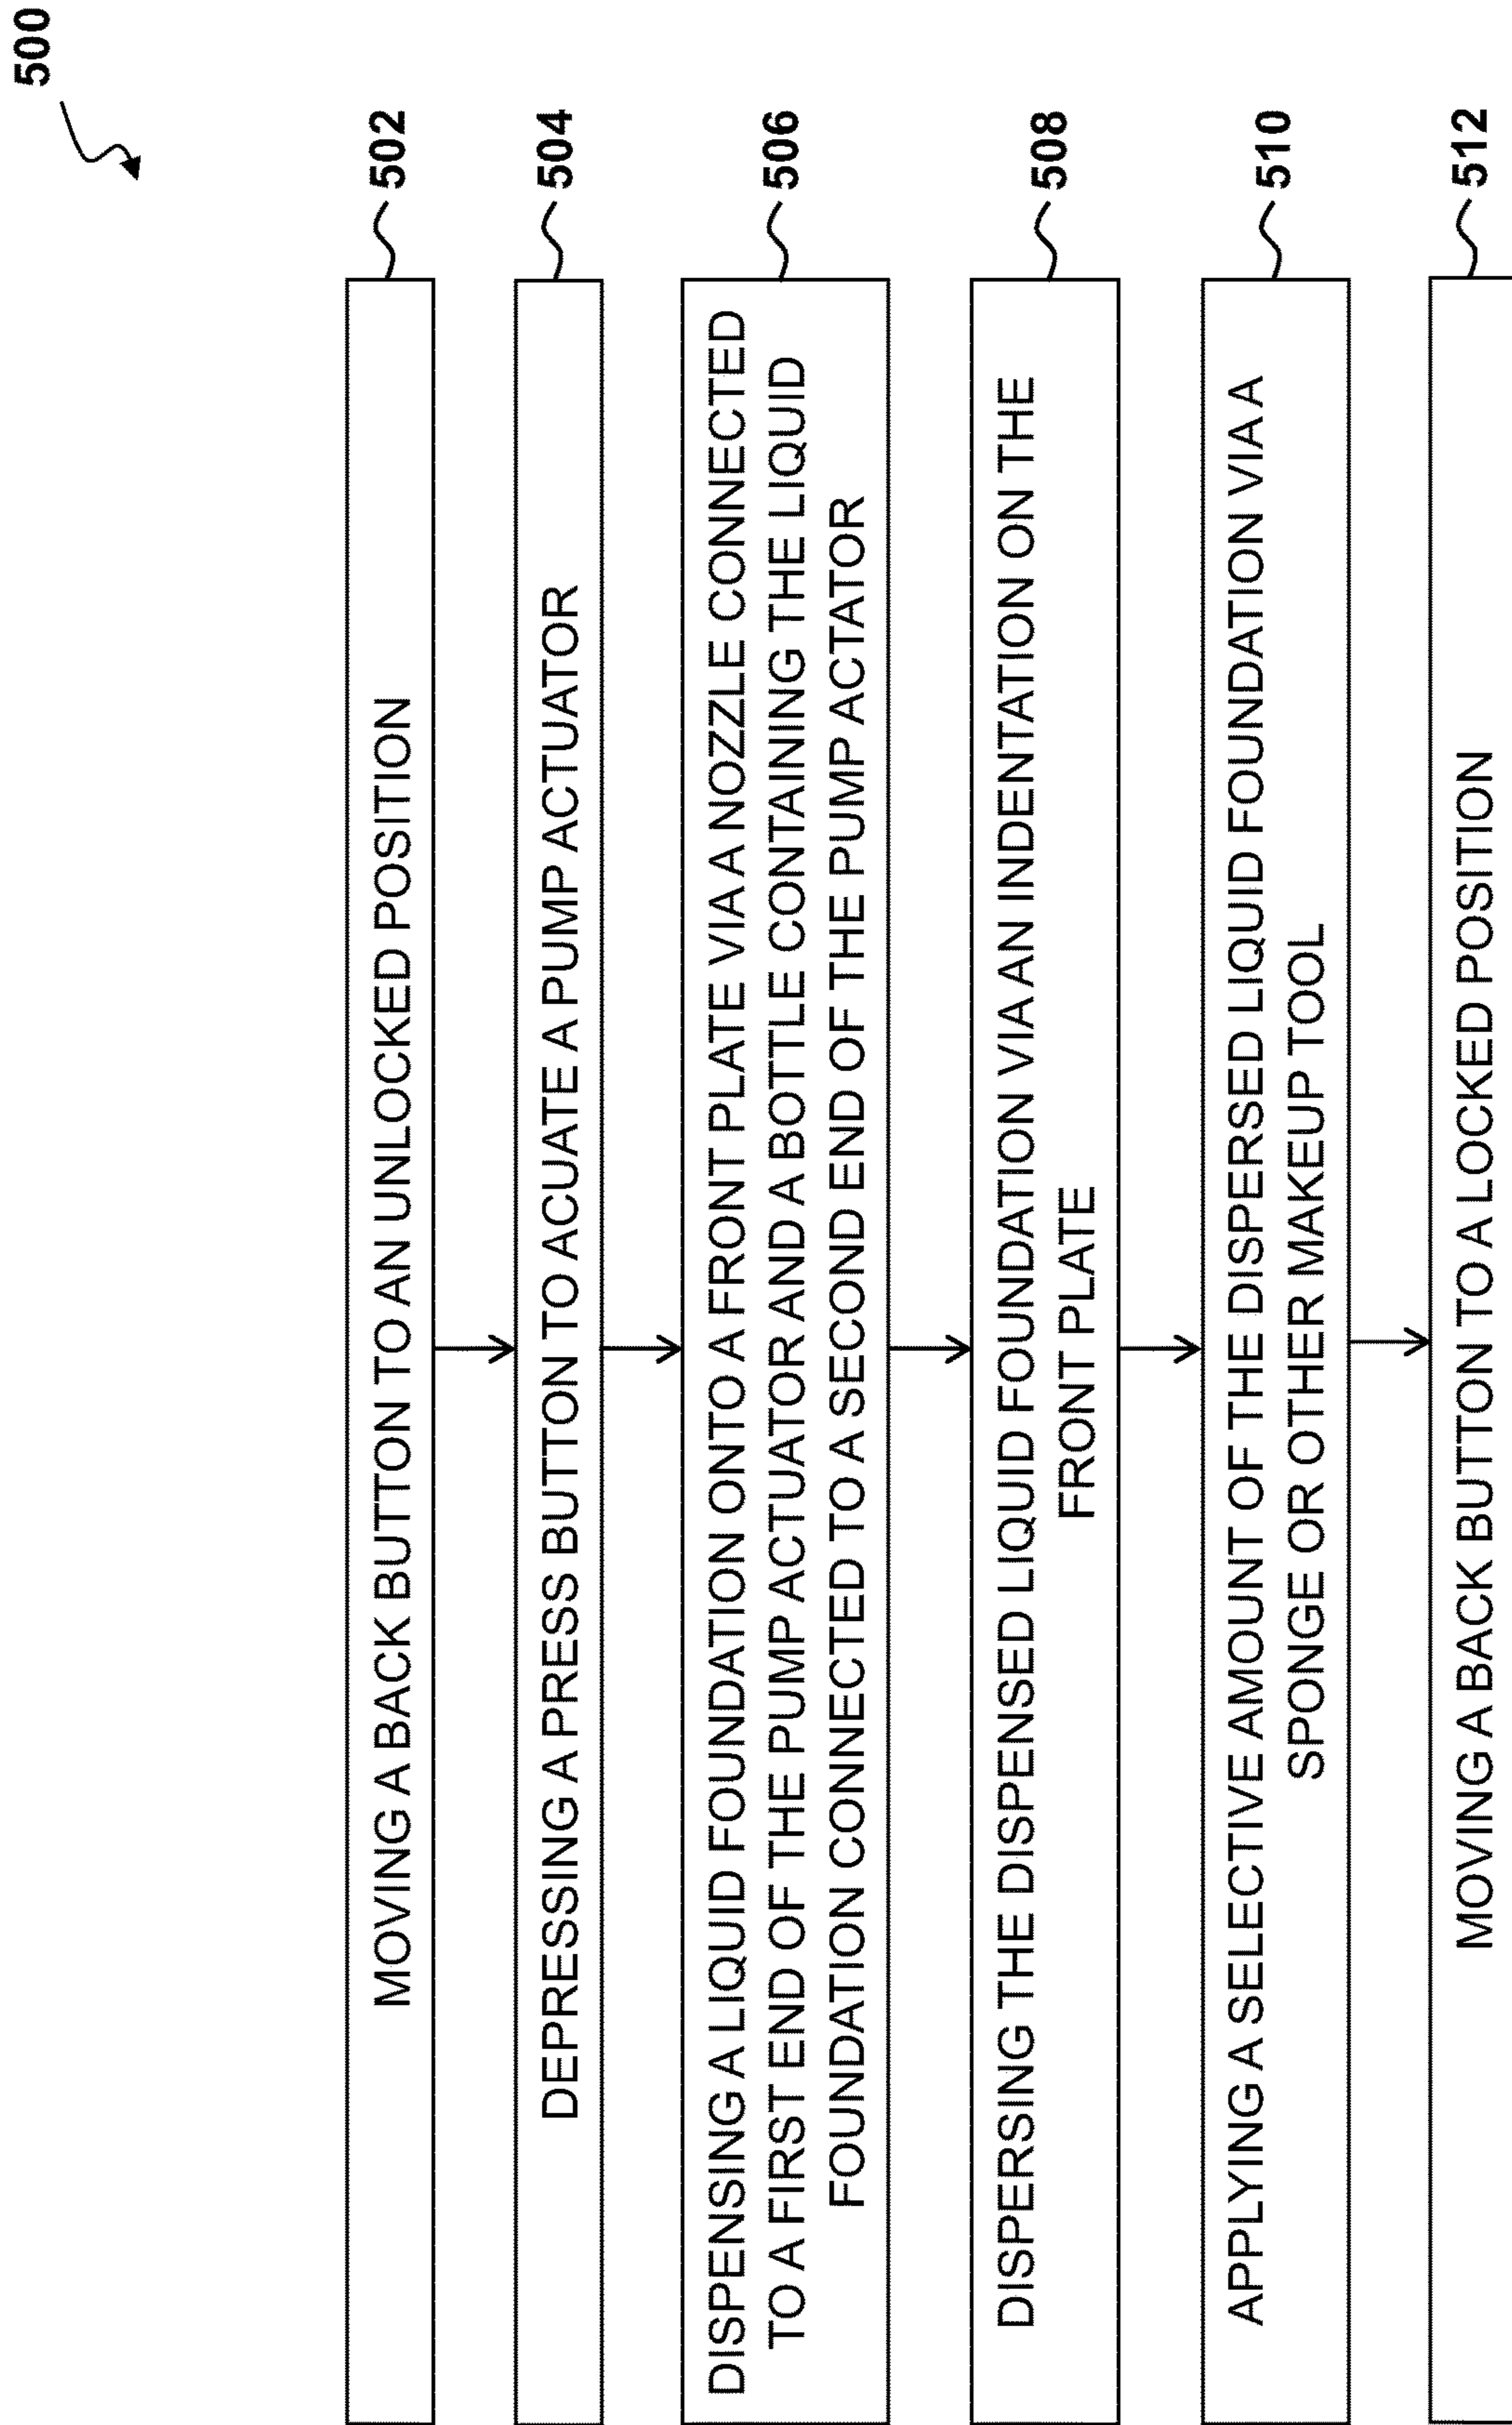 500
MOVING A BACK BUTTON TO AN UNLOCKED POSITION
502
DEPRESSING A PRESS BUTTON TO ACUATE A PUMP ACTUATOR
504
DISPENSING A LIQUID FOUNDATION ONTO A FRONT PLATE VIA A NOZZLE CONNECTED
TO A FIRST END OF THE PUMP ACTUATOR AND A BOTTLE CONTAINING THE LIQUID
FOUNDATION CONNECTED TO A SECOND END OF THE PUMP ACTATOR
506
DISPERSING THE DISPENSED LIQUID FOUNDATION VIA AN INDENTATION ON THE
FRONT PLATE
508
APPLYING A SELECTIVE AMOUNT OF THE DISPERSED LIQUID FOUNDATION VIA A
SPONGE OR OTHER MAKEUP TOOL
510
MOVING A BACK BUTTON TO A LOCKED POSITION
512